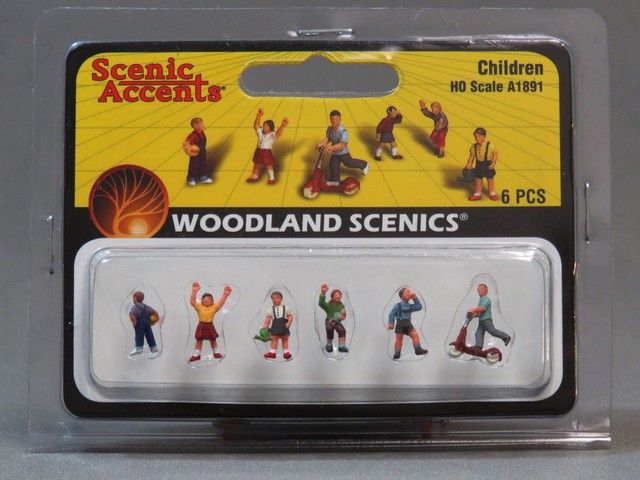 Scenic
Accents®
Children
HO Scale A1891
6 PCS
WOODLAND SCENICS®